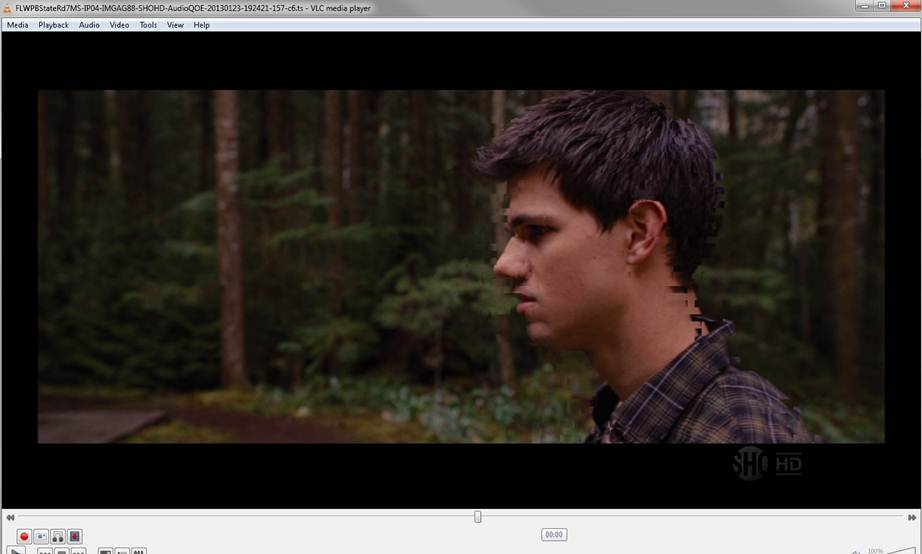 FLWPBStateRd7MS-IP04-IMGAG88-SHOHD-AudioQOE-20130123-192421-157-c6.ts - VLC media player
Media Playback Audio Video Tools View Help
SHO HD
00:00
100%